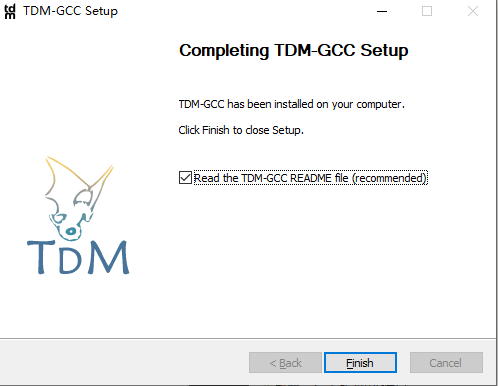 tdm TDM-GCC Setup
Completing TDM-GCC Setup
TDM-GCC has been installed on your computer.
Click Finish to close Setup.
Read the TDM-GCC README file (recommended)
TDM
< Back Finish Cancel